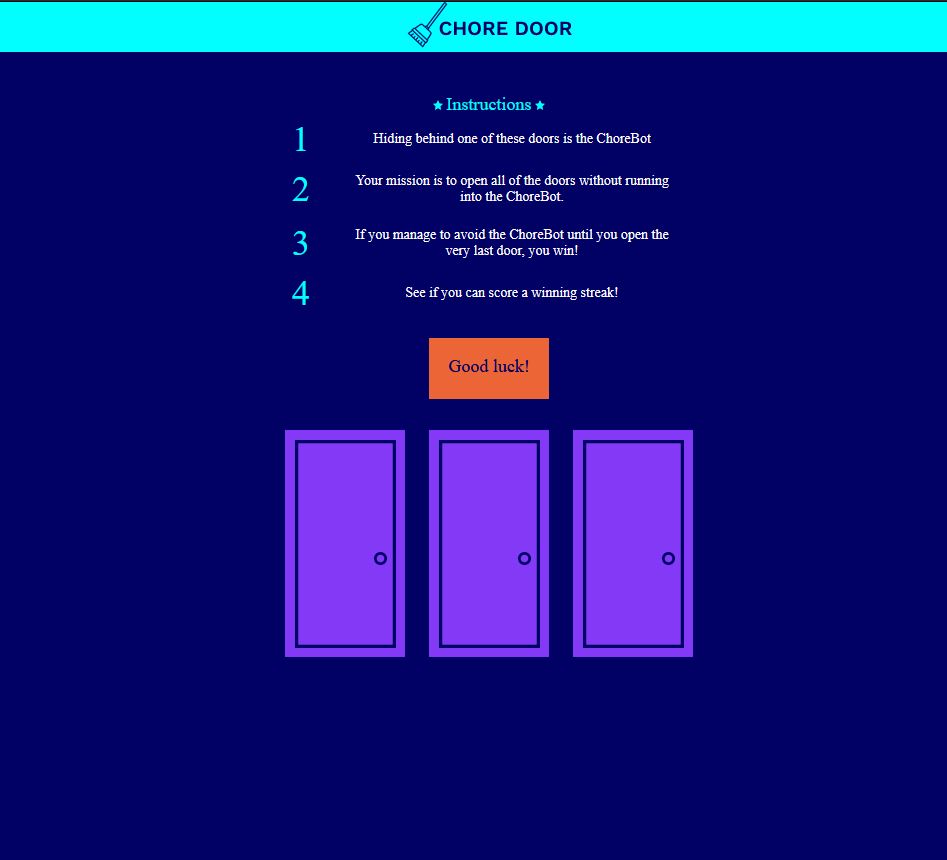 CHORE DOOR
Instructions
1
Hiding behind one of these doors is the ChoreBot
2
Your mission is to open all of the doors without running
into the ChoreBot.
3
If you manage to avoid the ChoreBot until you open the
very last door, you win!
4
See if you can score a winning streak!
Good luck!